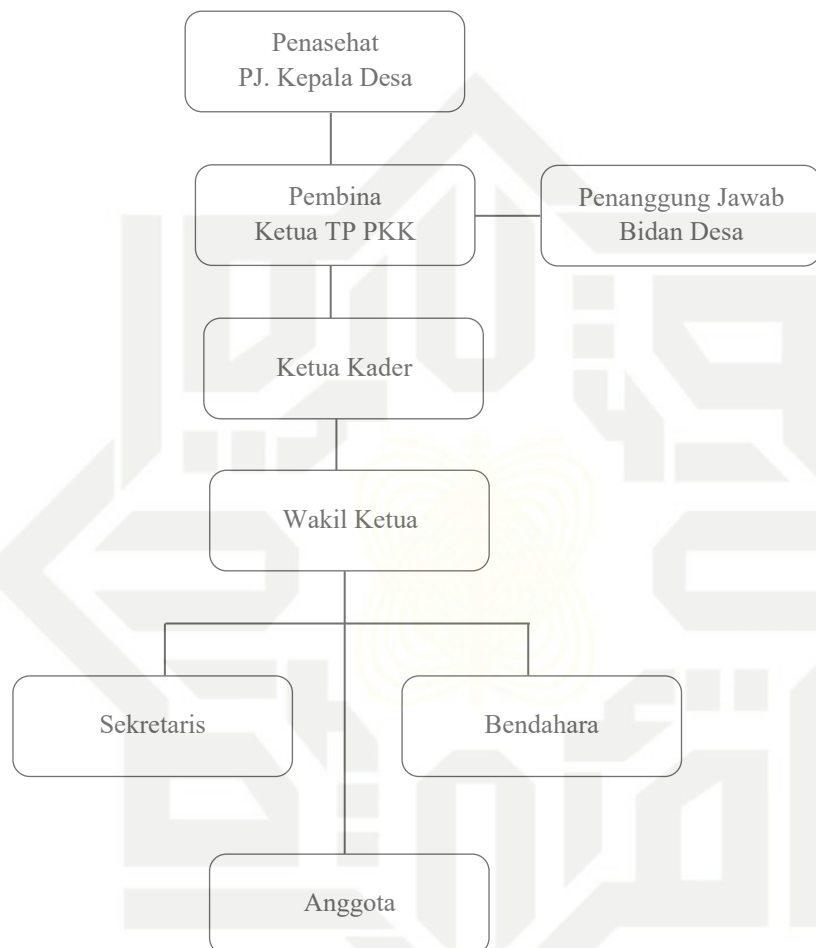 Penasehat
PJ. Kepala Desa
Pembina
Ketua TP PKK
Penanggung Jawab
Bidan Desa
Ketua Kader
Wakil Ketua
Sekretaris
Bendahara
Anggota